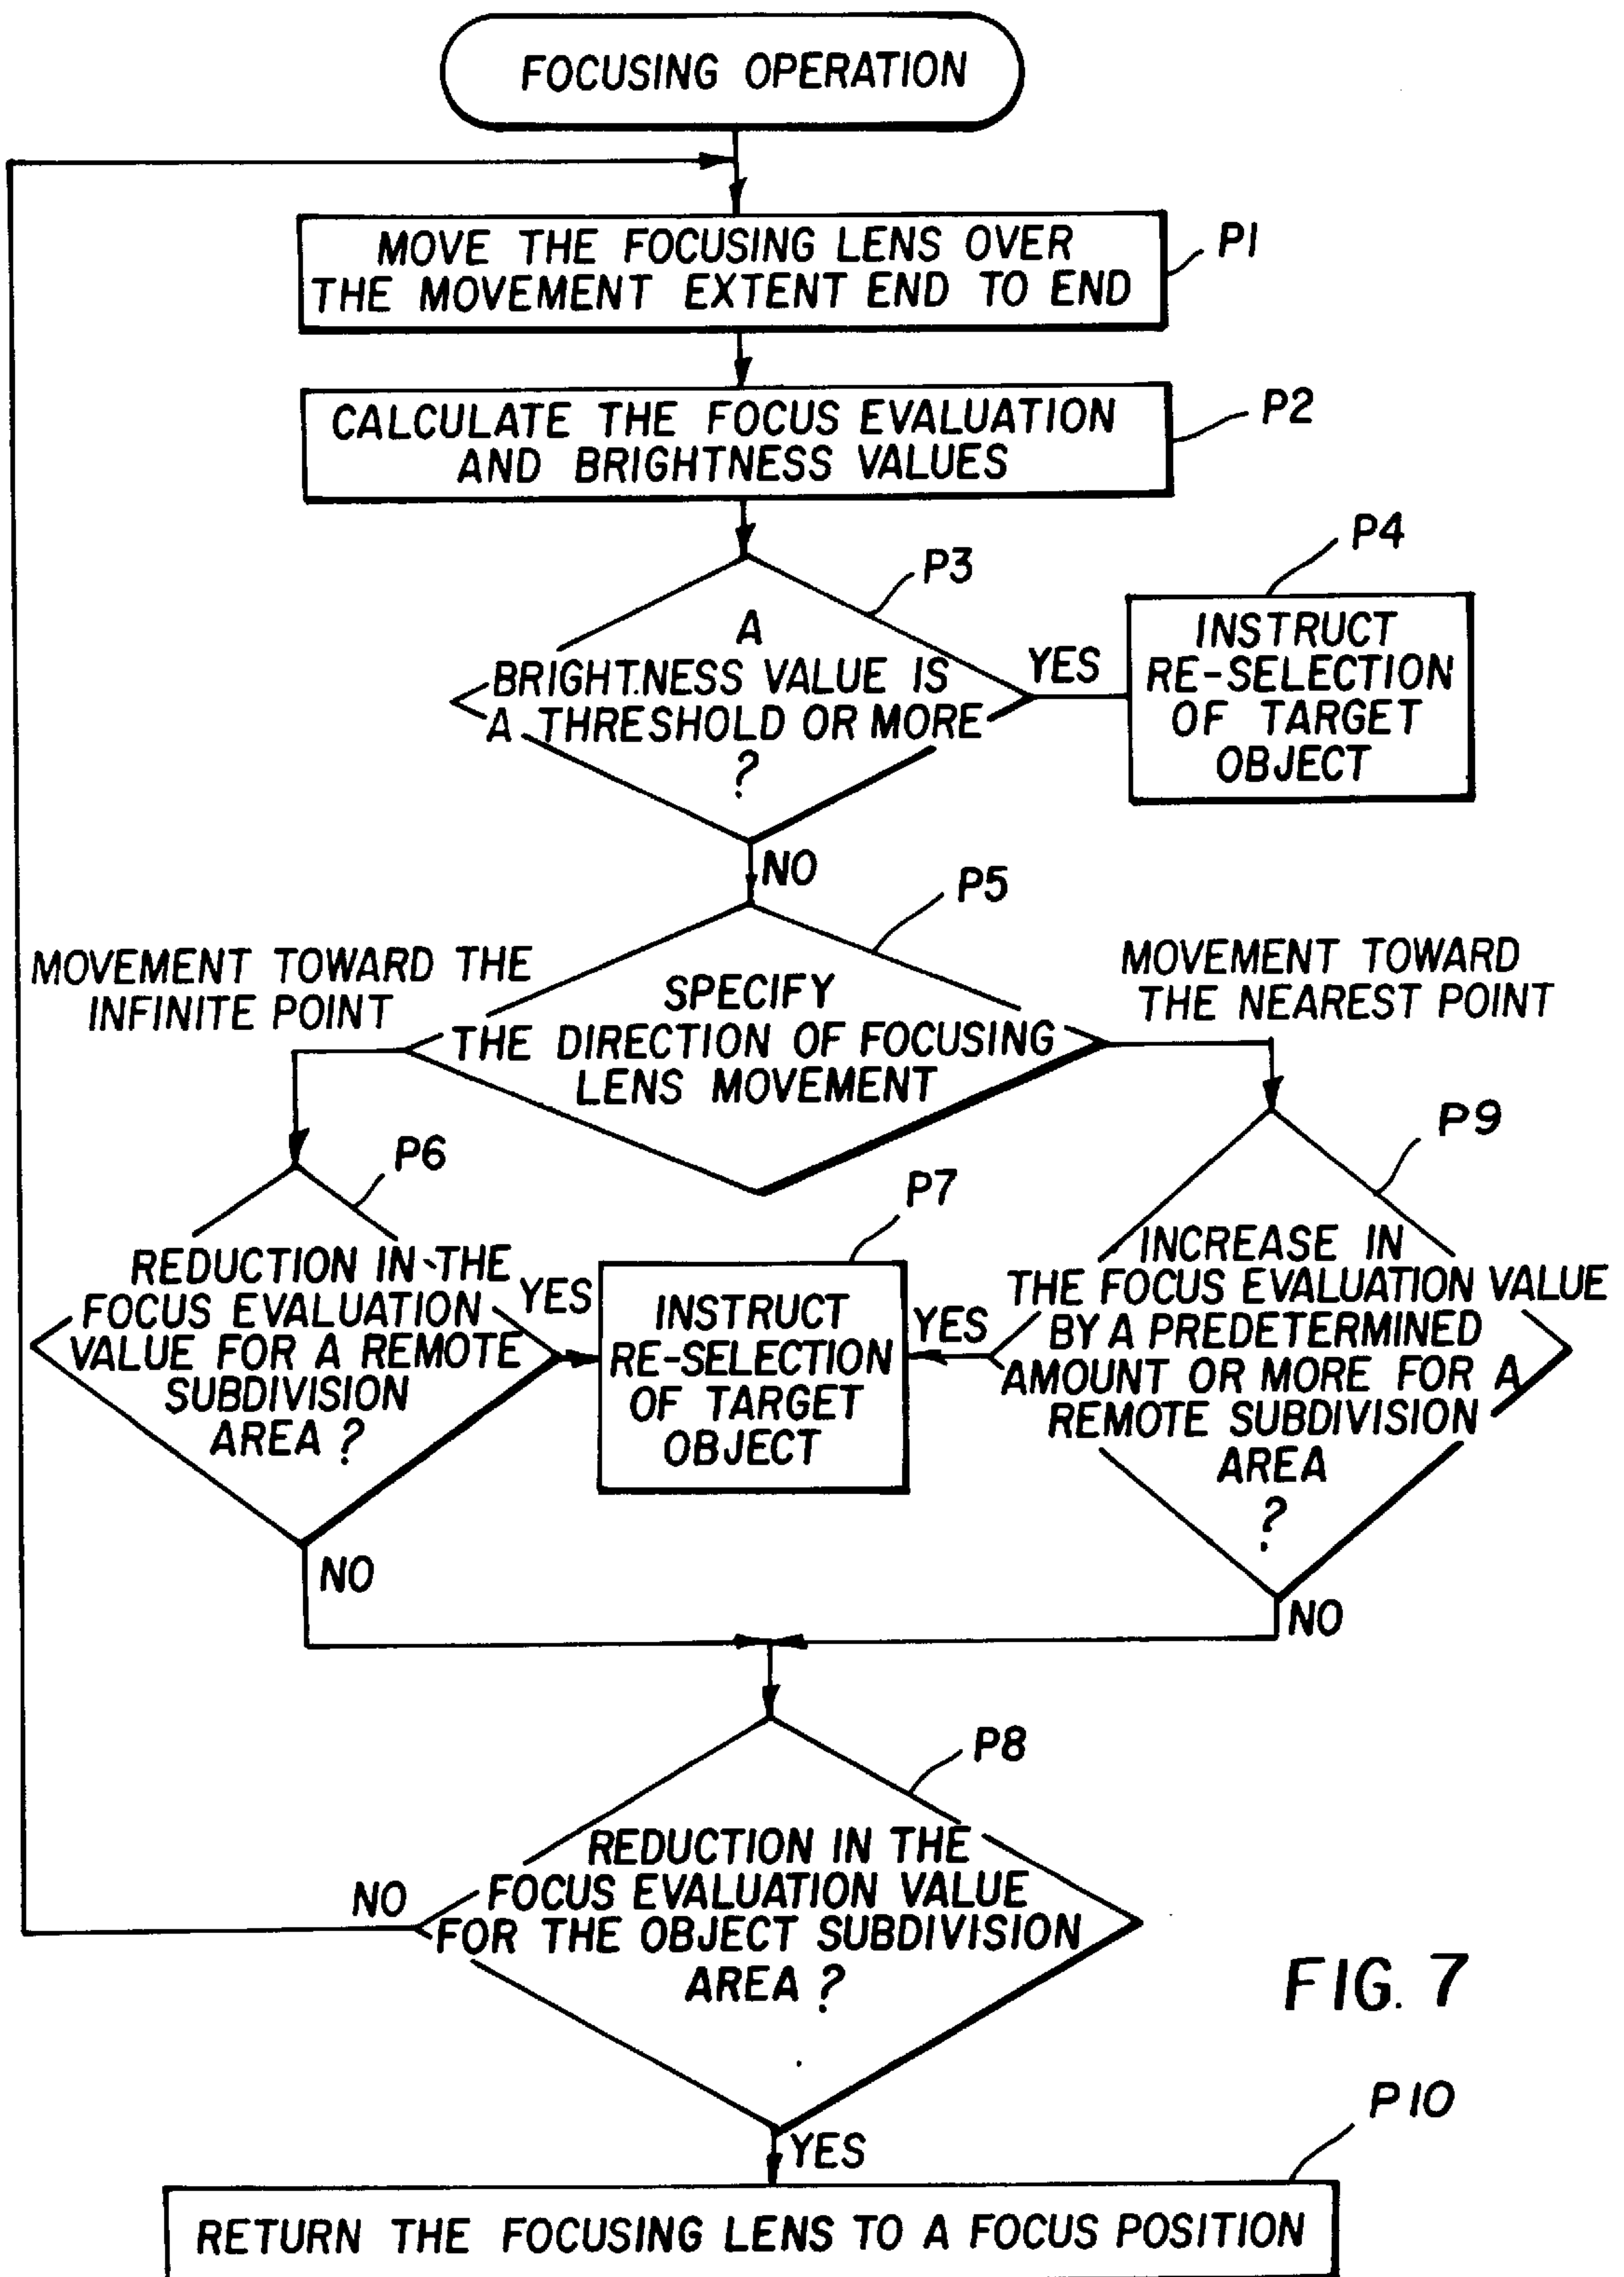 FOCUSING OPERATION
MOVE THE FOCUSING LENS OVER
THE MOVEMENT EXTENT END TO END
P1
CALCULATE THE FOCUS EVALUATION
AND BRIGHTNESS VALUES
P2
A
BRIGHTNESS VALUE IS
A THRESHOLD OR MORE
?
P3
YES
P4
INSTRUCT
RE-SELECTION
OF TARGET
OBJECT
NO
P5
SPECIFY
THE DIRECTION OF FOCUSING
LENS MOVEMENT
MOVEMENT TOWARD THE
INFINITE POINT
MOVEMENT TOWARD
THE NEAREST POINT
P6
REDUCTION IN THE
FOCUS EVALUATION
VALUE FOR A REMOTE
SUBDIVISION
AREA ?
YES
NO
P7
INSTRUCT
RE-SELECTION
OF TARGET
OBJECT
YES
P9
INCREASE IN
THE FOCUS EVALUATION VALUE
BY A PREDETERMINED
AMOUNT OR MORE FOR A
REMOTE SUBDIVISION
AREA
?
NO
P8
REDUCTION IN THE
FOCUS EVALUATION VALUE
FOR THE OBJECT SUBDIVISION
AREA ?
NO
YES
FIG. 7
P10
RETURN THE FOCUSING LENS TO A FOCUS POSITION